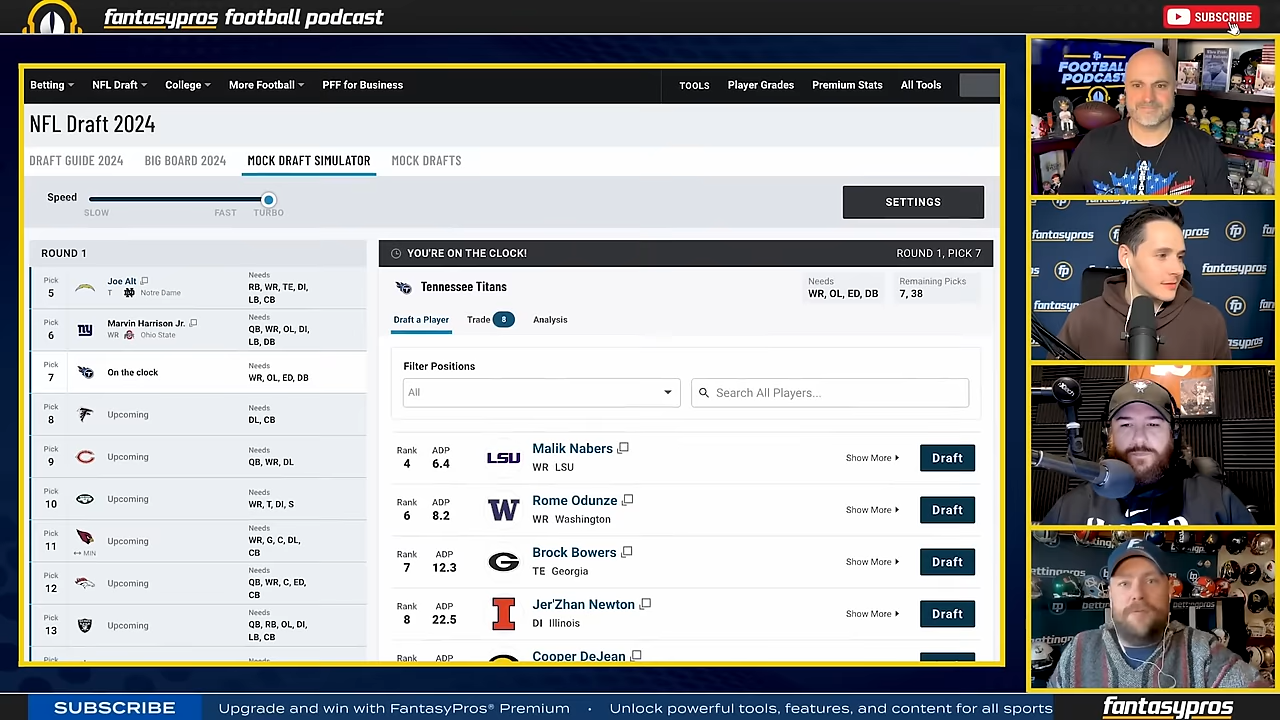 fantasypros football podcast
SUBSCRIBE
Betting
NFL Draft
College
More Football
PFF for Business
TOOLS
Player Grades
Premium Stats
All Tools
NFL Draft 2024
DRAFT GUIDE 2024
BIG BOARD 2024
MOCK DRAFT SIMULATOR
MOCK DRAFTS
Speed
SLOW
FAST
TURBO
SETTINGS
ROUND 1
Pick
5
Joe Alt
T
Notre Dame
Needs
RB, WR, TE, DI,
LB, CB
Pick
6
ny
Marvin Harrison Jr.
WR
Ohio State
Needs
QB, WR, OL, DI,
LB, DB
Pick
7
On the clock
Needs
WR, OL, ED, DB
Pick
8
Upcoming
Needs
DL, CB
Pick
9
Upcoming
Needs
QB, WR, DL
Pick
10
Upcoming
Needs
WR, T, DI, S
Pick
11
↔ MIN
Upcoming
Needs
WR, G, C, DL,
CB
Pick
12
Upcoming
Needs
QB, WR, C, ED,
CB
Pick
13
Upcoming
Needs
QB, RB, OL, DI,
LB, CB
YOU'RE ON THE CLOCK!
ROUND 1, PICK 7
Tennessee Titans
Needs
WR, OL, ED, DB
Remaining Picks
7, 38
Draft a Player
Trade 8
Analysis
Filter Positions
All
Search All Players...
Rank
4
ADP
6.4
LSU
Malik Nabers
WR LSU
Show More
Draft
Rank
6
ADP
8.2
W
Rome Odunze
WR Washington
Show More
Draft
Rank
7
ADP
12.3
G
Brock Bowers
TE Georgia
Show More
Draft
Rank
8
ADP
22.5
I
Jer'Zhan Newton
DI Illinois
Show More
Draft
Rank
ADP
Cooper DeJean
fp
FOOTBALL
PODCAST
fantasypros
fp
fantasypros
fp
SUBSCRIBE
Upgrade and win with FantasyPros® Premium • Unlock powerful tools, features, and content for all sports
fantasypros